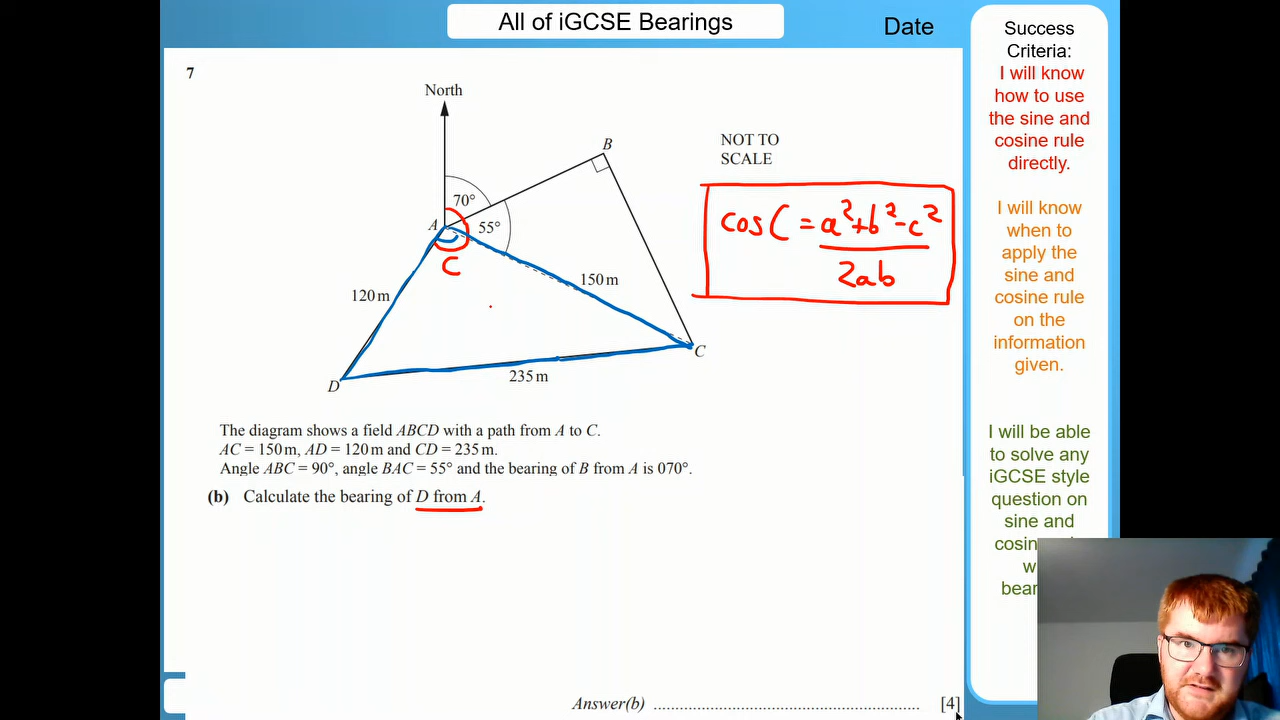 All of iGCSE Bearings
Date
Success
Criteria:
I will know
how to use
the sine and
cosine rule
directly.
I will know
when to
apply the
sine and
cosine rule
on the
information
given.
I will be able
to solve any
iGCSE style
question on
sine and
7
North
B
NOT TO
SCALE
70°
A
55°
cos C = a²+b²-c²
2ab
C
150 m
120 m
C
D
235 m
The diagram shows a field ABCD with a path from A to C.
AC = 150 m, AD = 120 m and CD = 235 m.
Angle ABC = 90°, angle BAC = 55° and the bearing of B from A is 070°.
(b) Calculate the bearing of D from A.
Answer(b) ........................................................... [4]